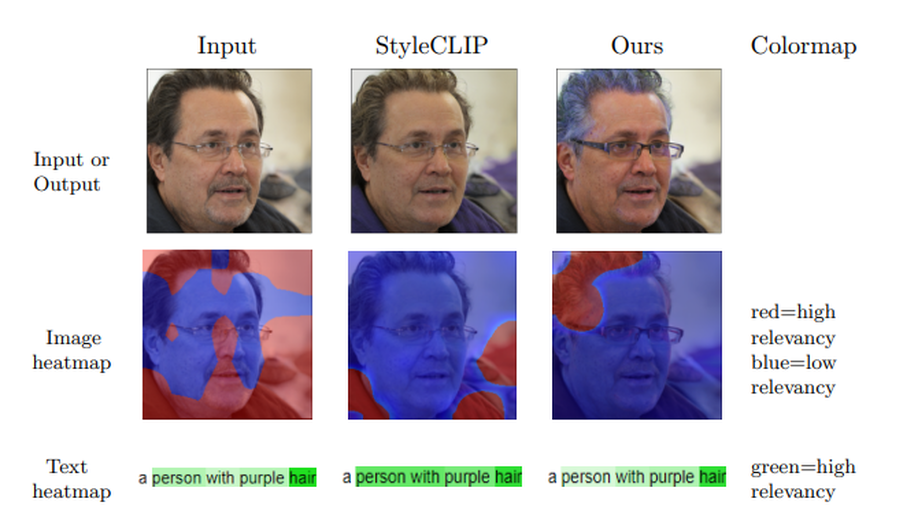 Input StyleCLIP Ours Colormap
Input or
Output
Image
heatmap
red=high
relevancy
blue=low
relevancy
Text
heatmap
a person with purple hair
a person with purple hair
a person with purple hair
green=high
relevancy